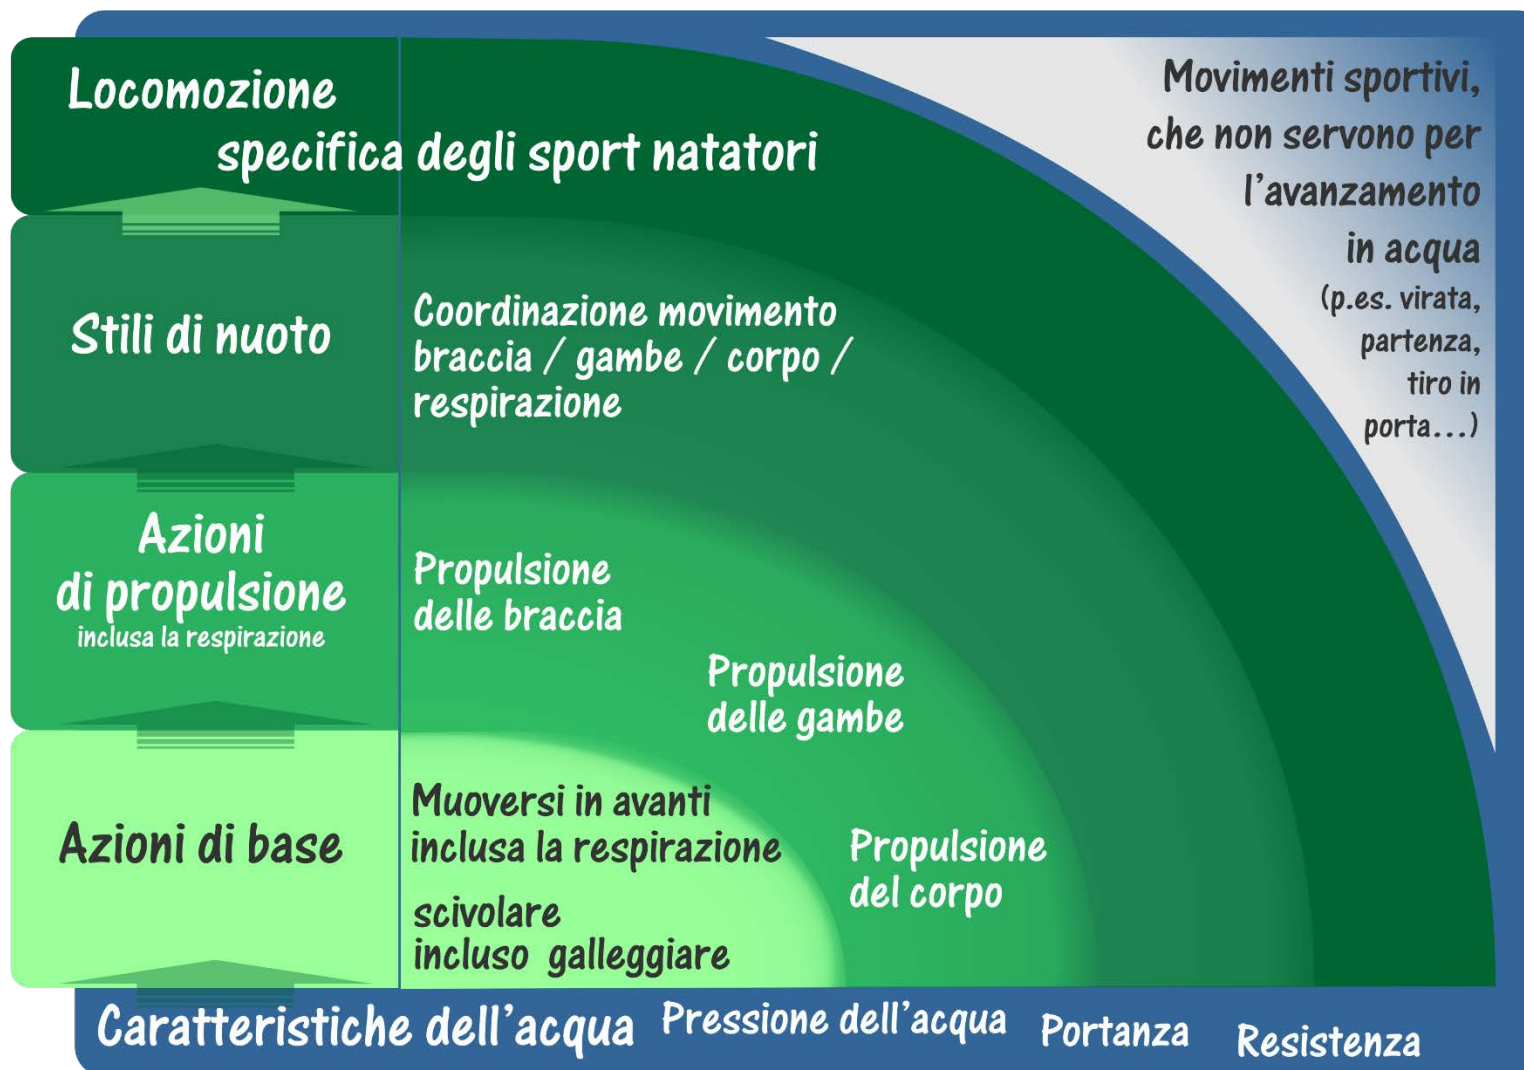 Locomozione
specifica degli sport natatori
Movimenti sportivi,
che non servono per
l'avanzamento
in acqua
(p.es. virata,
partenza,
tiro in
porta...)
Stili di nuoto
Coordinazione movimento
braccia / gambe / corpo /
respirazione
Azioni
di propulsione
inclusa la respirazione
Propulsione
delle braccia
Propulsione
delle gambe
Propulsione
del corpo
Azioni di base
Muoversi in avanti
inclusa la respirazione
scivolare
incluso galleggiare
Caratteristiche dell'acqua Pressione dell'acqua Portanza Resistenza